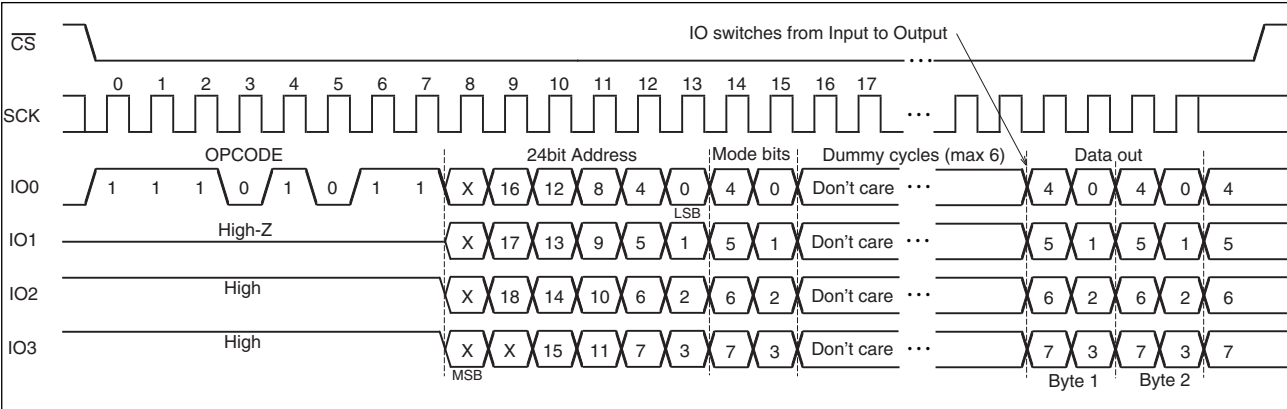 IO switches from Input to Output
CS
0 1 2 3 4 5 6 7 8 9 10 11 12 13 14 15 16 17
SCK
OPCODE 24bit Address Mode bits Dummy cycles (max 6) Data out
IO0 1 1 1 0 1 0 1 1 X 16 12 8 4 0 4 0 Don't care ··· 4 0 4 0 4
LSB
IO1 High-Z X 17 13 9 5 1 5 1 Don't care ··· 5 1 5 1 5
IO2 High X 18 14 10 6 2 6 2 Don't care ··· 6 2 6 2 6
IO3 High X X 15 11 7 3 7 3 Don't care ··· 7 3 7 3 7
MSB
Byte 1 Byte 2